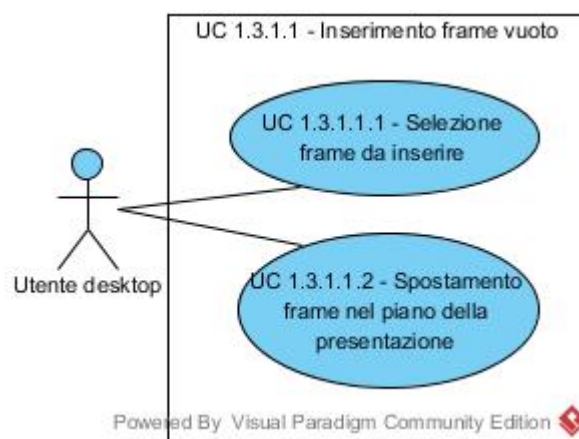 UC 1.3.1.1 - Inserimento frame vuoto
UC 1.3.1.1.1 - Selezione
frame da inserire
Utente desktop
UC 1.3.1.1.2 - Spostamento
frame nel piano della
presentazione
Powered By Visual Paradigm Community Edition